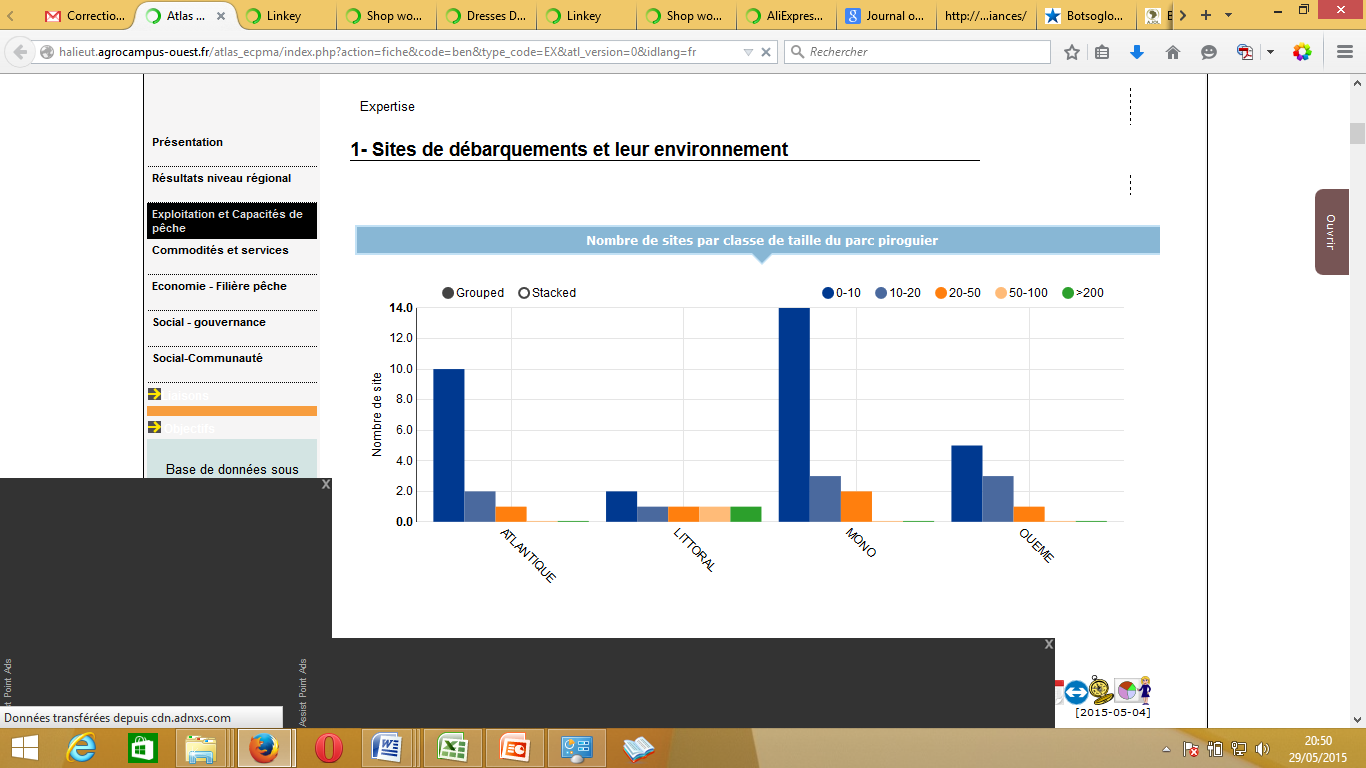 Correctio...
Atlas ...
Linkey
Shop wo...
Dresses D...
Linkey
Shop wo...
AliExpres...
Journal o...
http://...iances/
Botsoglo...
halieut.agrocampus-ouest.fr/atlas_ecpma/index.php?action=fiche&code=ben&type_code=EX&atl_version=0&idlang=fr
Rechercher
Expertise
1- Sites de débarquements et leur environnement
Présentation
Résultats niveau régional
Exploitation et Capacités de
pêche
Commodités et services
Economie - Filière pêche
Social - gouvernance
Social-Communauté
Objectifs
Base de données sous
Ouvrir
Nombre de sites par classe de taille du parc piroguier
Grouped Stacked
0-10 10-20 20-50 50-100 >200
Nombre de site
14.0
12.0
10.0
8.0
6.0
4.0
2.0
0.0
ATLANTIQUE
LITTORAL
MONO
OUEME
X
X
Point Ads
Assist Point Ads
[2015-05-04]
Données transférées depuis cdn.adnxs.com
20:50
29/05/2015